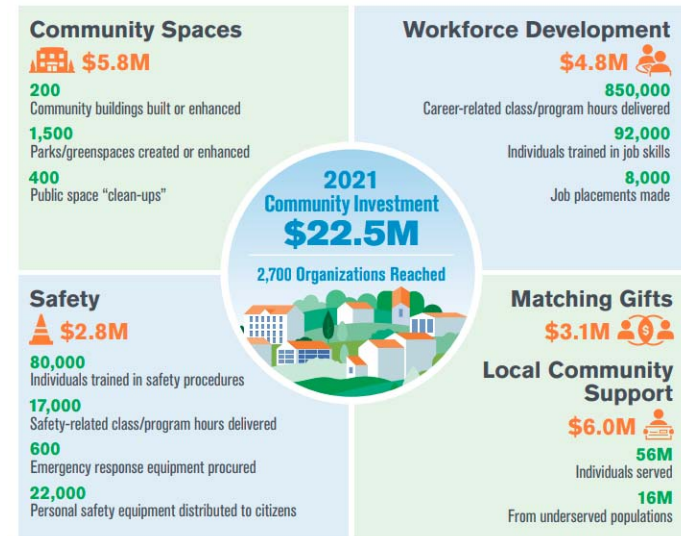 Community Spaces
$5.8M
200
Community buildings built or enhanced
1,500
Parks/greenspaces created or enhanced
400
Public space “clean-ups”
Workforce Development
$4.8M
850,000
Career-related class/program hours delivered
92,000
Individuals trained in job skills
8,000
Job placements made
2021
Community Investment
$22.5M
2,700 Organizations Reached
Safety
$2.8M
80,000
Individuals trained in safety procedures
17,000
Safety-related class/program hours delivered
600
Emergency response equipment procured
22,000
Personal safety equipment distributed to citizens
Matching Gifts
$3.1M
$
Local Community
Support
$6.0M
56M
Individuals served
16M
From underserved populations